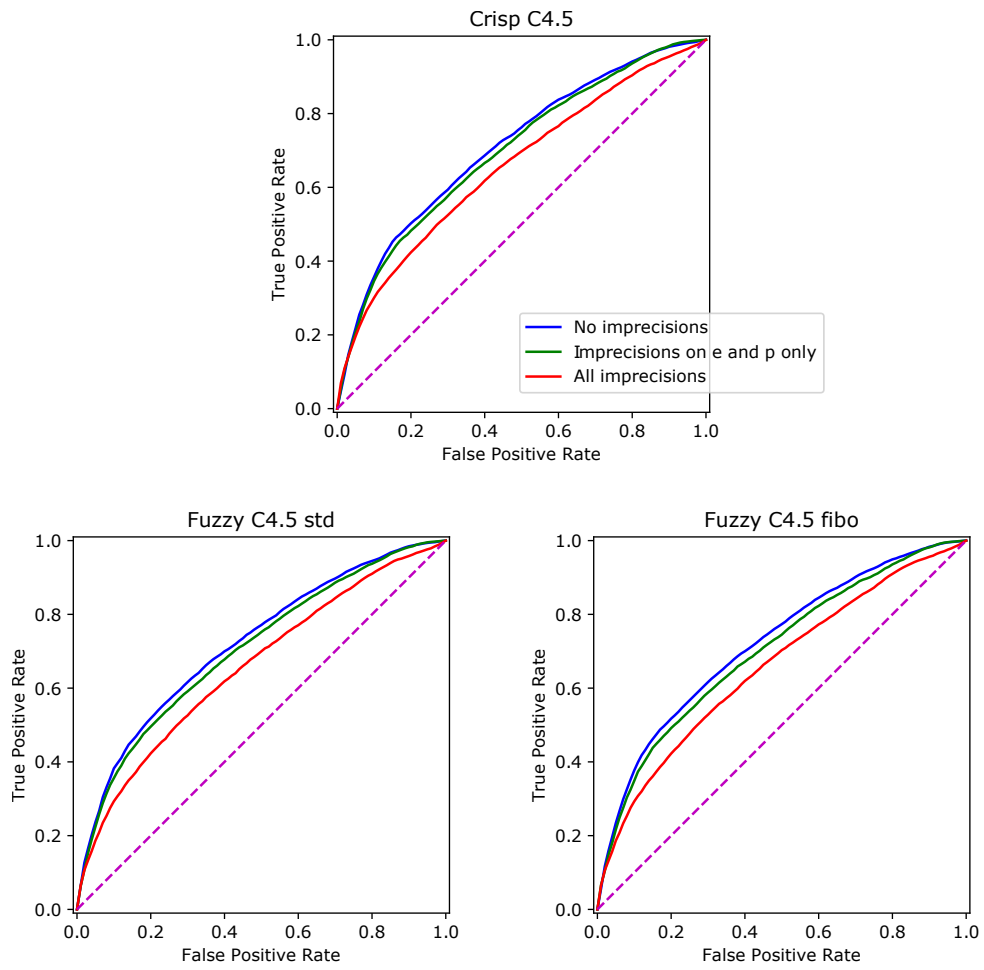 Crisp C4.5
1.0
0.8
0.6
0.4
0.2
0.0
True Positive Rate
No imprecisions
Imprecisions on e and p only
All imprecisions
0.0 0.2 0.4 0.6 0.8 1.0
False Positive Rate
Fuzzy C4.5 std
1.0
0.8
0.6
0.4
0.2
0.0
True Positive Rate
0.0 0.2 0.4 0.6 0.8 1.0
False Positive Rate
Fuzzy C4.5 fibo
1.0
0.8
0.6
0.4
0.2
0.0
True Positive Rate
0.0 0.2 0.4 0.6 0.8 1.0
False Positive Rate